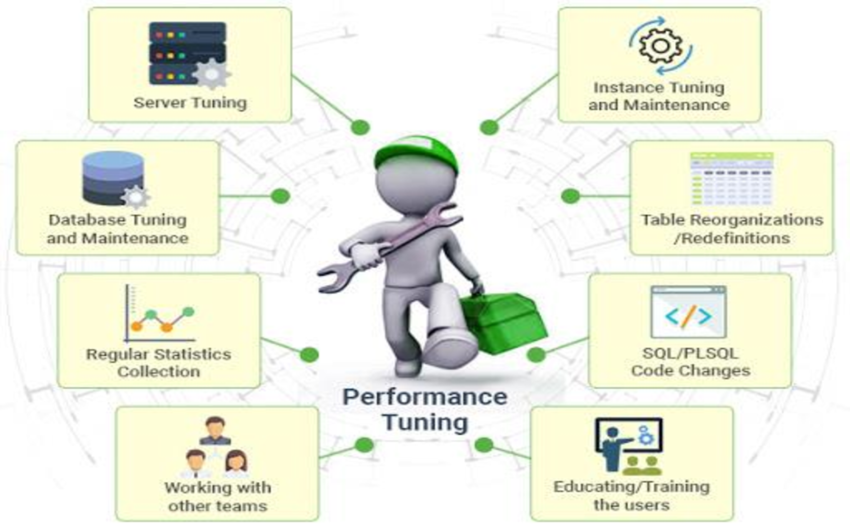 Server Tuning
Instance Tuning
and Maintenance
Database Tuning
and Maintenance
Table Reorganizations
/Redefinitions
Regular Statistics
Collection
SQL/PLSQL
Code Changes
Performance
Tuning
Working with
other teams
Educating/Training
the users